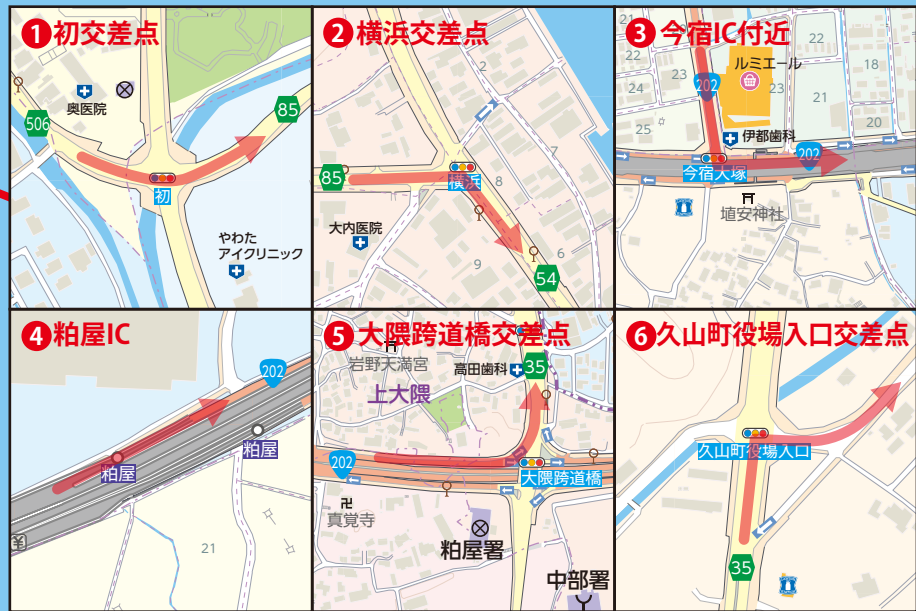 ❶初交差点
奥医院
506
85
初
やわた
アイクリニック
❷横浜交差点
2
7
85
横浜
8
大内医院
9
6
54
❸今宿IC付近
21
22
22
ルミエール
23
202
23
24
18
21
25
20
伊都歯科
202
今宿大塚
埴安神社
❹粕屋IC
202
粕屋
粕屋
21
❺大隈跨道橋交差点
岩野天満宮
高田歯科
35
上大隈
202
大隈跨道橋
真覚寺
粕屋署
中部署
❻久山町役場入口交差点
久山町役場入口
35